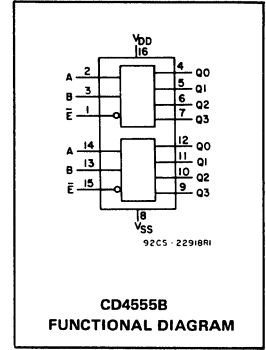 VDD
16
A 2 4 Q0
5 Q1
B 3 6 Q2
E̅ 1 7 Q3
A 14 12 Q0
11 Q1
B 13 10 Q2
E̅ 15 9 Q3
8
VSS
92CS-22918R1
CD4555B
FUNCTIONAL DIAGRAM